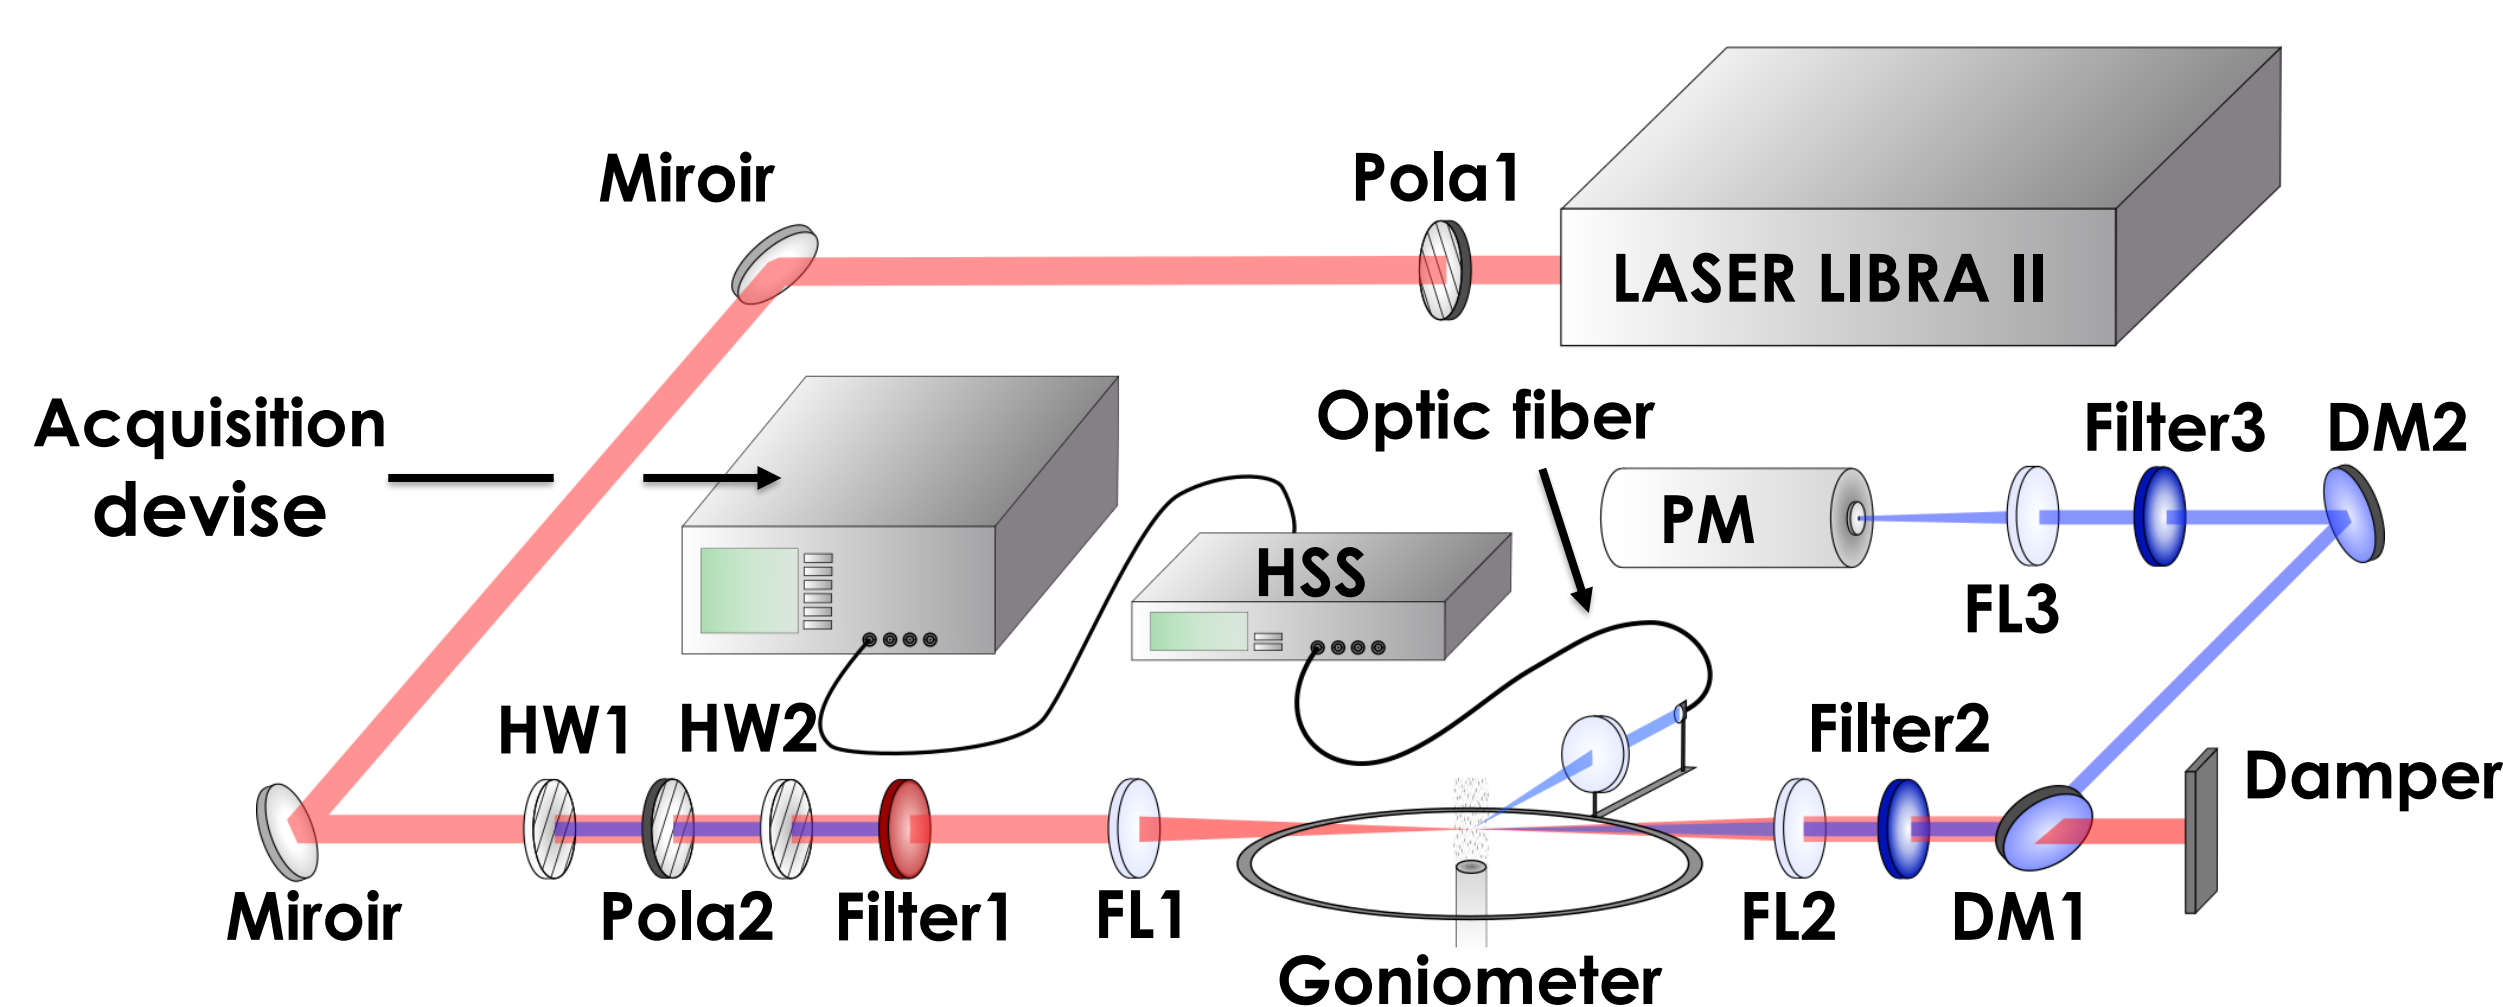 Miroir
Pola1
LASER LIBRA II
Acquisition
devise
Optic fiber
Filter3
DM2
PM
HSS
FL3
HW1
HW2
Filter2
Damper
Miroir
Pola2
Filter1
FL1
FL2
DM1
Goniometer